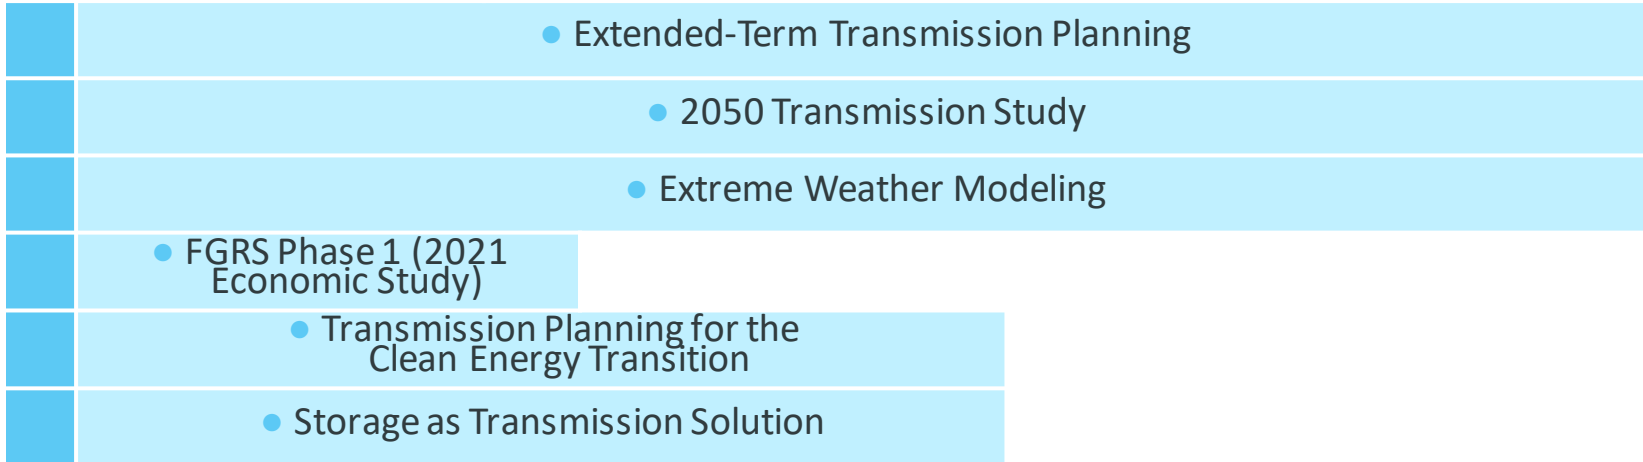 • Extended-Term Transmission Planning
• 2050 Transmission Study
• Extreme Weather Modeling
• FGRS Phase 1 (2021
Economic Study)
• Transmission Planning for the
Clean Energy Transition
• Storage as Transmission Solution